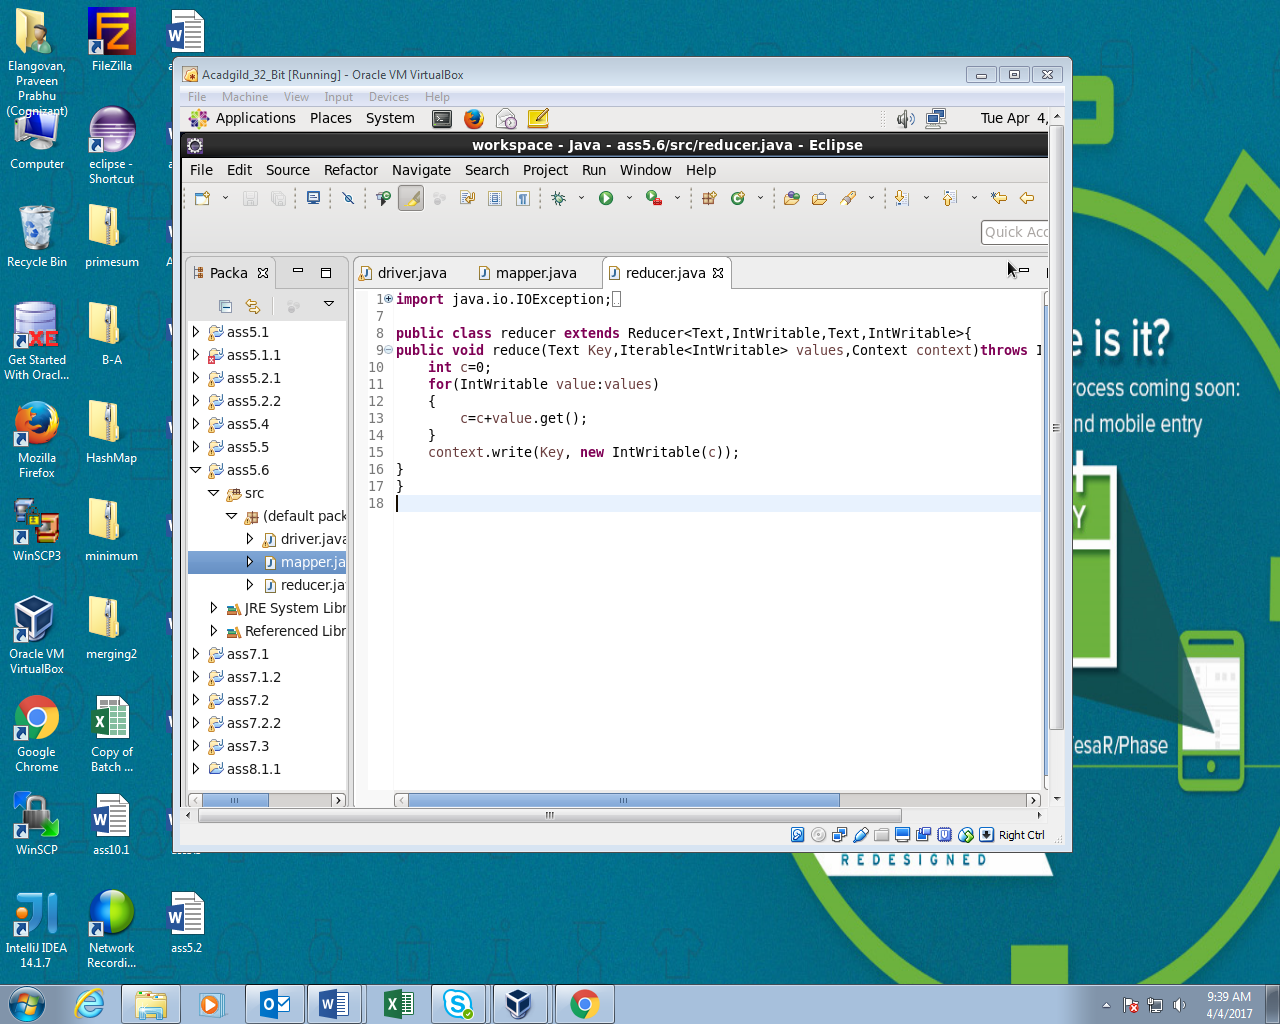 Elangovan,
Praveen
Prabhu
(Cognizant)
FileZilla
Computer
eclipse -
Shortcut
Recycle Bin
primesum
Get Started
With Oracl...
B-A
Mozilla
Firefox
HashMap
WinSCP3
minimum
Oracle VM
VirtualBox
merging2
Google
Chrome
Copy of
Batch ...
WinSCP
ass10.1
IntelliJ IDEA
14.1.7
Network
Recordi...
ass5.2
Acadgild_32_Bit [Running] - Oracle VM VirtualBox
File Machine View Input Devices Help
Applications Places System
Tue Apr 4,
workspace - Java - ass5.6/src/reducer.java - Eclipse
File Edit Source Refactor Navigate Search Project Run Window Help
Quick Acc
Packa
driver.java mapper.java reducer.java
ass5.1
ass5.1.1
ass5.2.1
ass5.2.2
ass5.4
ass5.5
ass5.6
src
(default pack
driver.java
mapper.ja
reducer.ja
JRE System Libr
Referenced Libr
ass7.1
ass7.1.2
ass7.2
ass7.2.2
ass7.3
ass8.1.1
1 import java.io.IOException;
7
8 public class reducer extends Reducer<Text,IntWritable,Text,IntWritable>{
9 public void reduce(Text Key,Iterable<IntWritable> values,Context context)throws I
10 int c=0;
11 for(IntWritable value:values)
12 {
13 c=c+value.get();
14 }
15 context.write(Key, new IntWritable(c));
16 }
17 }
18
Right Ctrl
e is it?
process coming soon:
nd mobile entry
Y
esaR/Phase
REDESIGNED
9:39 AM
4/4/2017